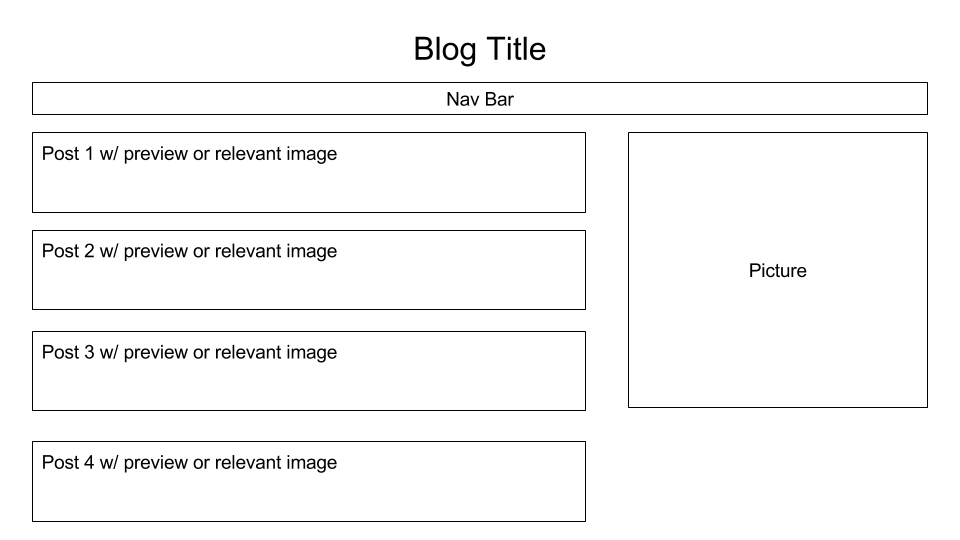 Blog Title
Nav Bar
Post 1 w/ preview or relevant image
Post 2 w/ preview or relevant image
Picture
Post 3 w/ preview or relevant image
Post 4 w/ preview or relevant image